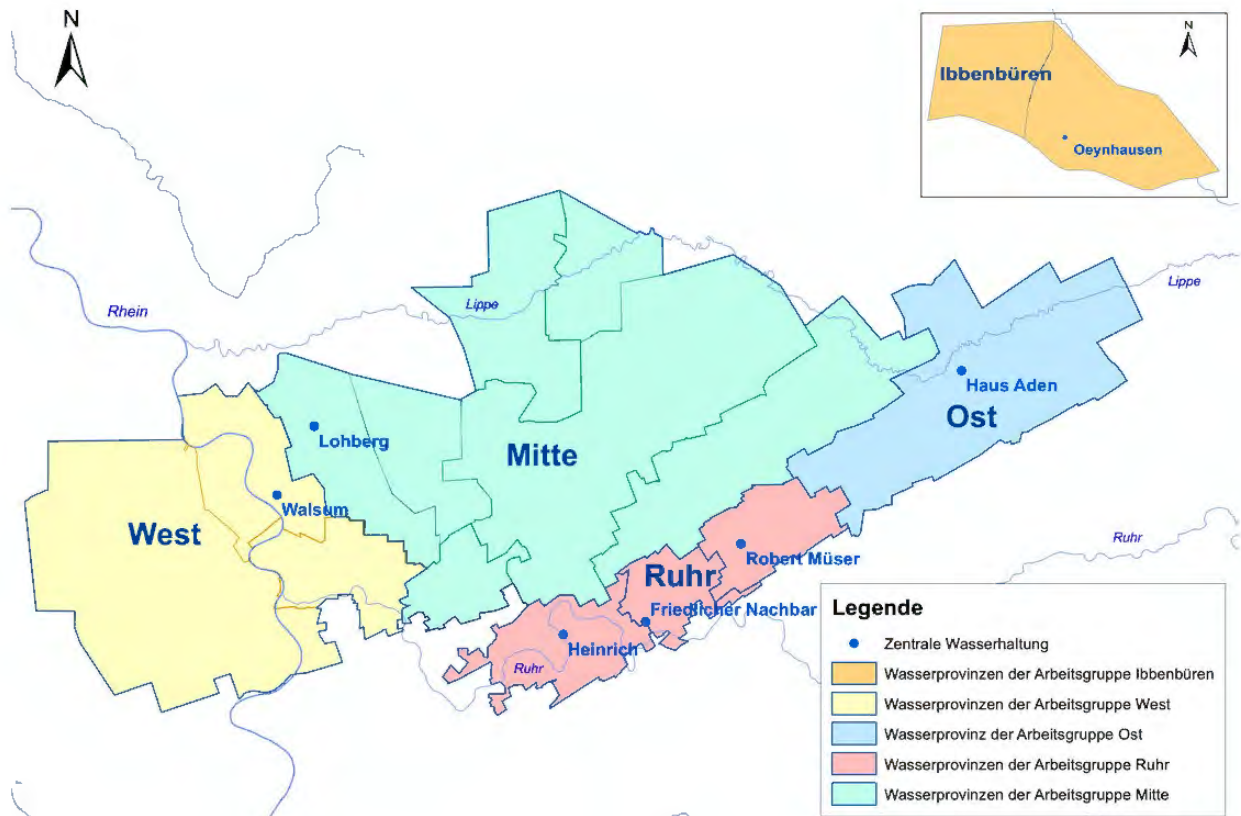 N
N
Ibbenbüren
Oeynhausen
Rhein
Lippe
Lippe
Haus Aden
Ost
Lohberg
Mitte
Walsum
West
Ruhr
Robert Müser
Ruhr
Friedlicher Nachbar
Heinrich
Ruhr
Legende
Zentrale Wasserhaltung
Wasserprovinzen der Arbeitsgruppe Ibbenbüren
Wasserprovinzen der Arbeitsgruppe West
Wasserprovinz der Arbeitsgruppe Ost
Wasserprovinzen der Arbeitsgruppe Ruhr
Wasserprovinzen der Arbeitsgruppe Mitte